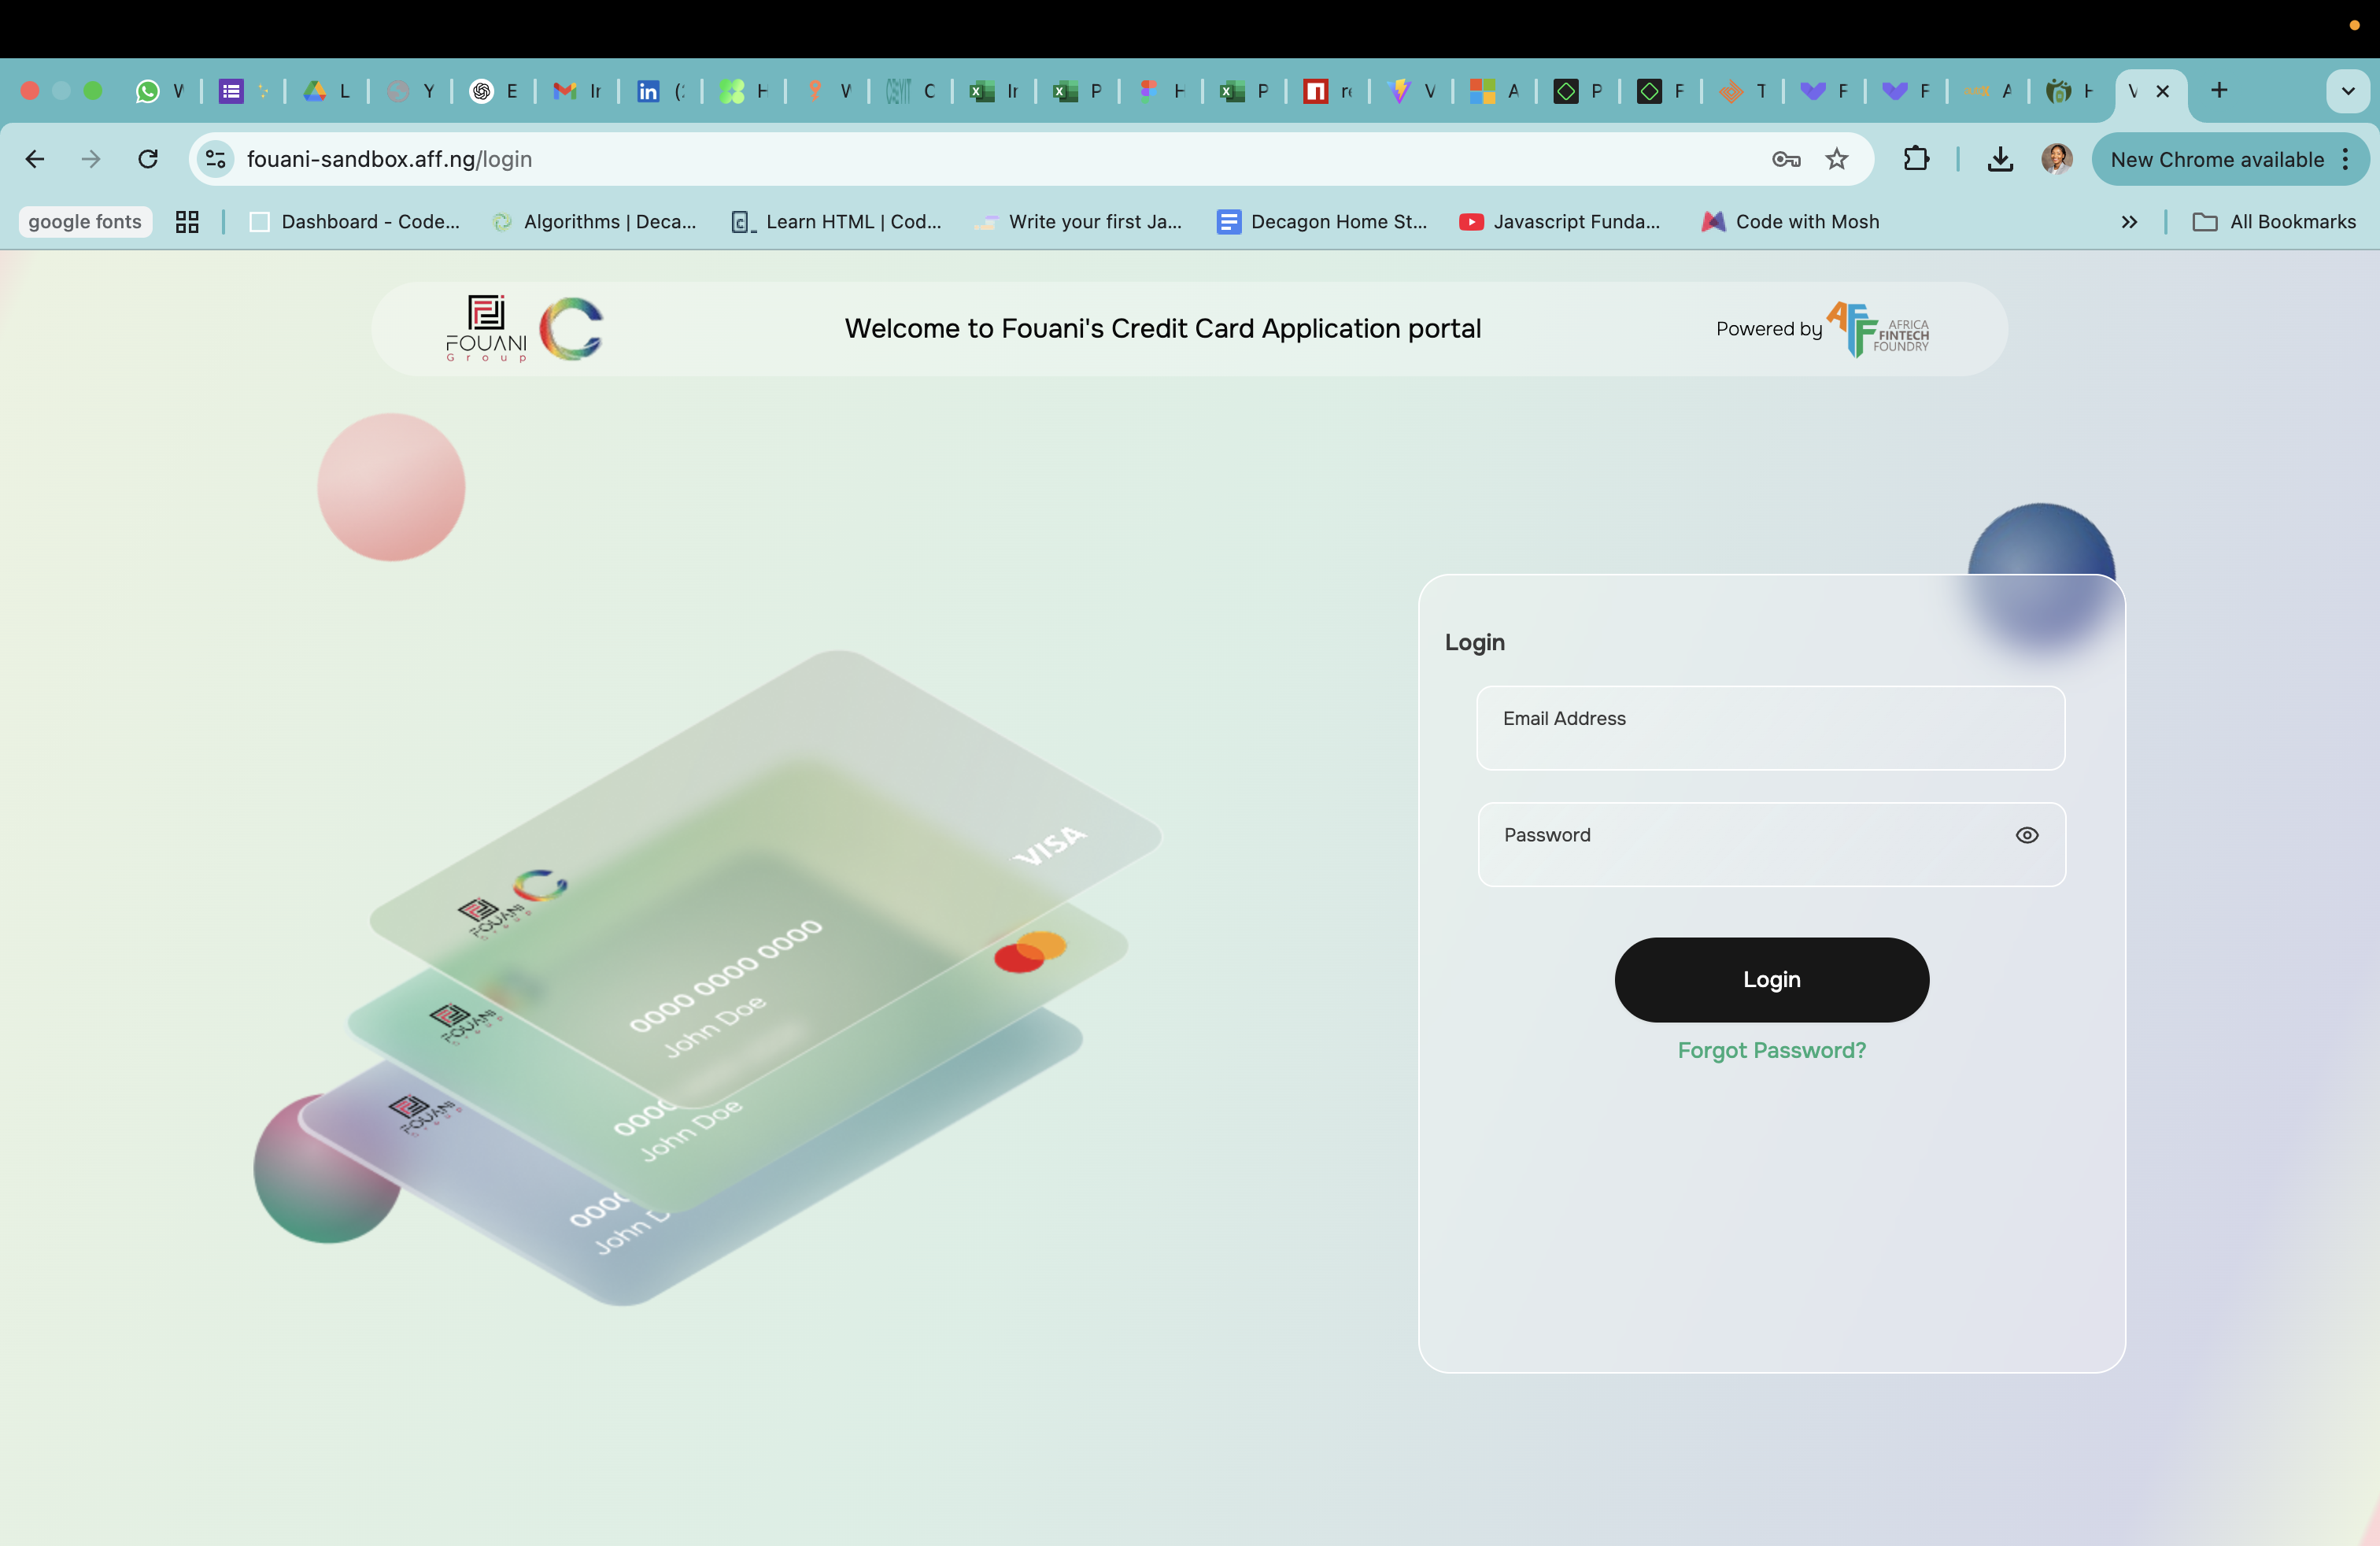 fouani-sandbox.aff.ng/login
New Chrome available
google fonts
Dashboard - Code...
Algorithms | Deca...
Learn HTML | Cod...
Write your first Ja...
Decagon Home St...
Javascript Funda...
Code with Mosh
All Bookmarks
FOUANI
Group
Welcome to Fouani's Credit Card Application portal
Powered by
AFF
AFRICA
FINTECH
FOUNDRY
Login
Email Address
Password
Login
Forgot Password?
VISA
FOUANI
0000 0000 0000
John Doe
FOUANI
John Doe
FOUANI